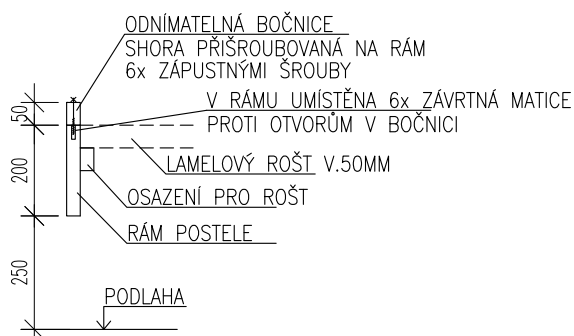 ODNÍMATELNÁ BOČNICE
SHORA PŘIŠROUBOVANÁ NA RÁM
6x ZÁPUSTNÝMI ŠROUBY
V RÁMU UMÍSTĚNA 6x ZÁVRTNÁ MATICE
PROTI OTVORŮM V BOČNICI
LAMELOVÝ ROŠT V.50MM
OSAZENÍ PRO ROŠT
RÁM POSTELE
PODLAHA
50
200
250